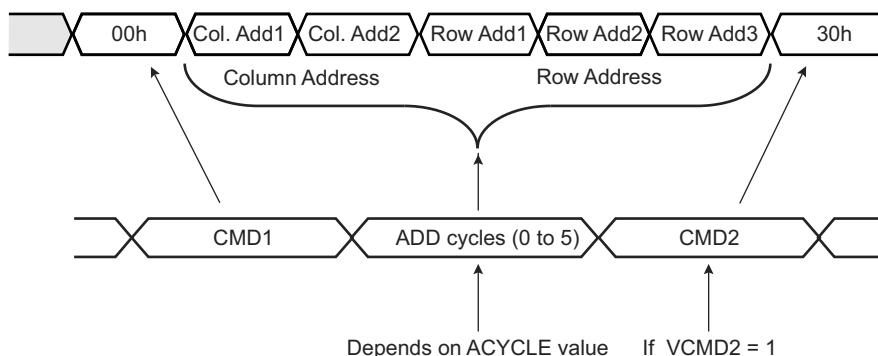 00h Col. Add1 Col. Add2 Row Add1 Row Add2 Row Add3 30h
Column Address Row Address
CMD1 ADD cycles (0 to 5) CMD2
Depends on ACYCLE value If VCMD2 = 1